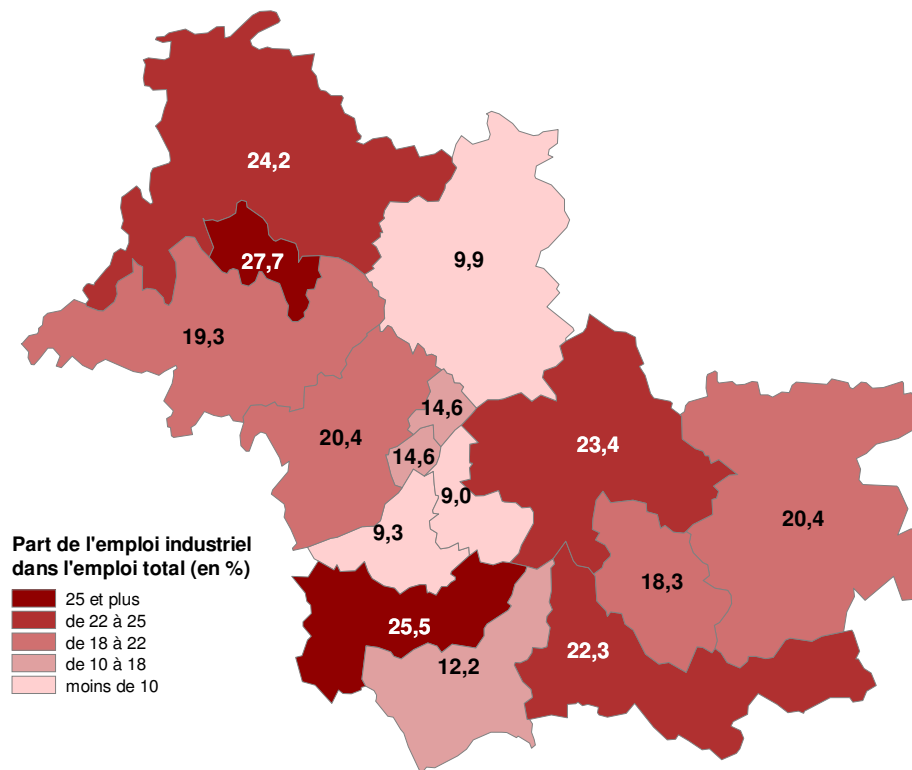 24,2
27,7
9,9
19,3
14,6
20,4
14,6
23,4
9,0
20,4
9,3
18,3
25,5
22,3
12,2
Part de l'emploi industriel
dans l'emploi total (en %)
25 et plus
de 22 à 25
de 18 à 22
de 10 à 18
moins de 10